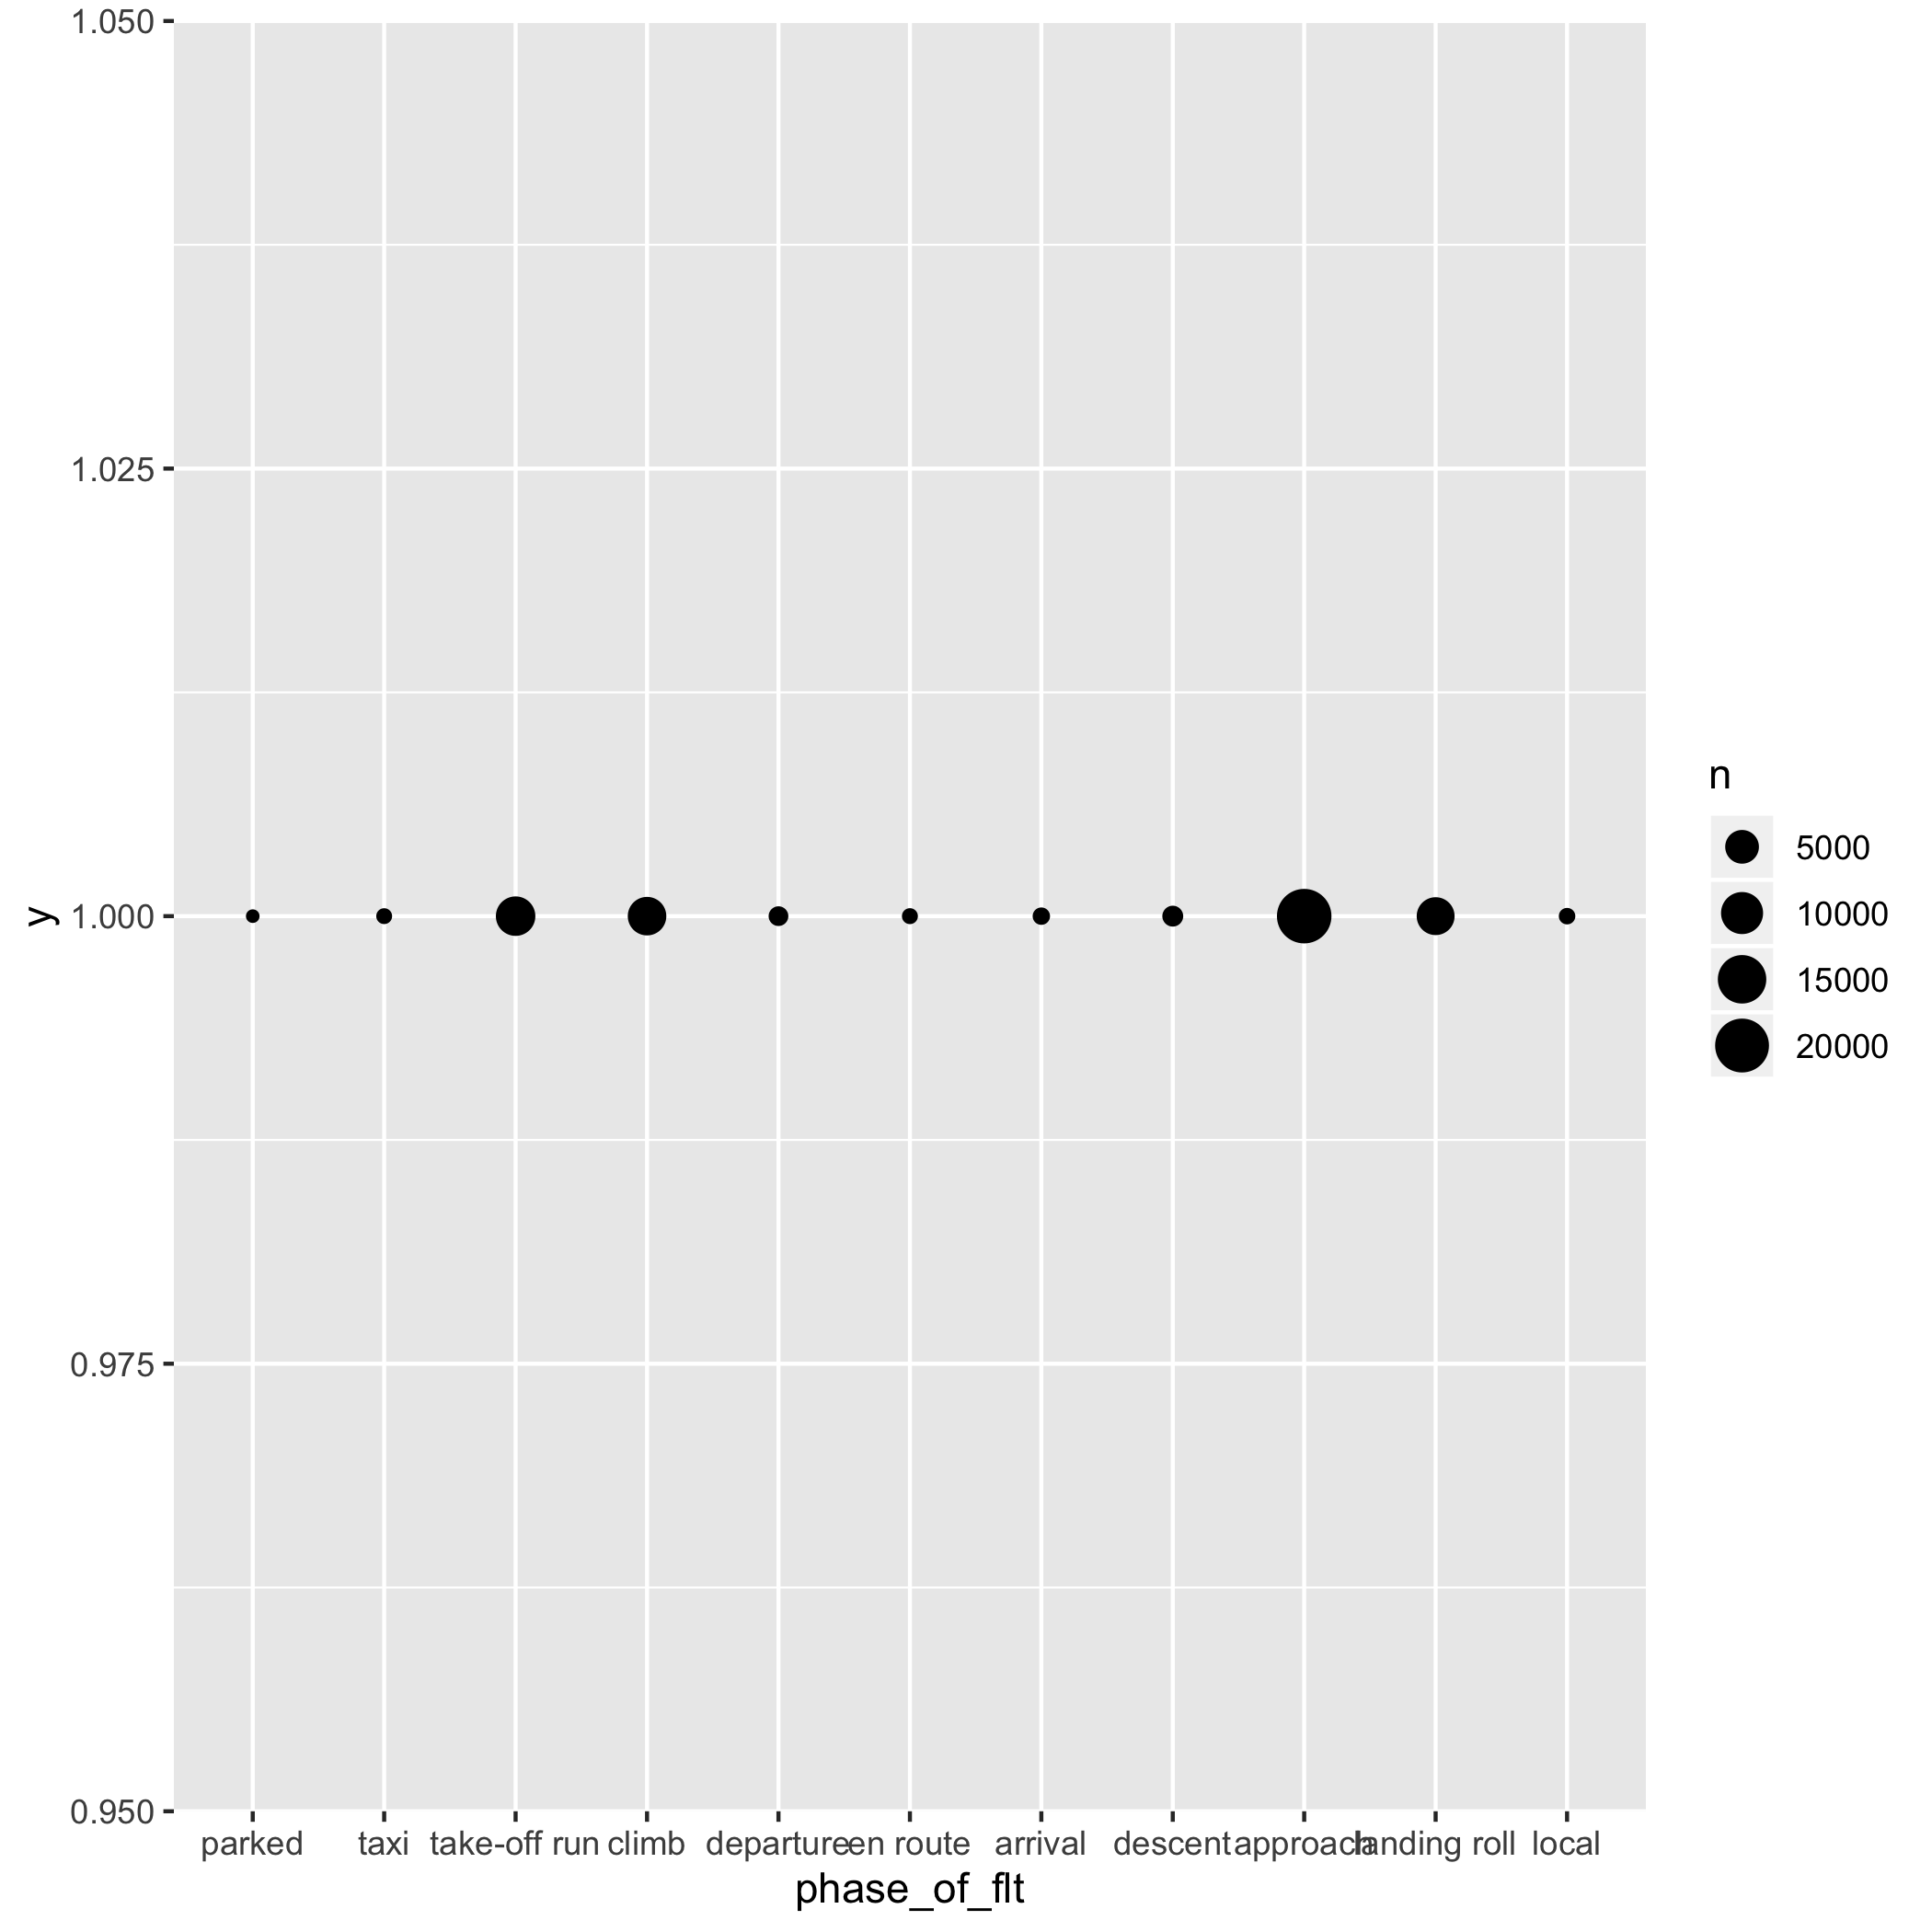 1.050
1.025
1.000
0.975
0.950
y
parked taxi take-off run climb departure en route arrival descent approach landing roll local
phase_of_flt
n
5000
10000
15000
20000